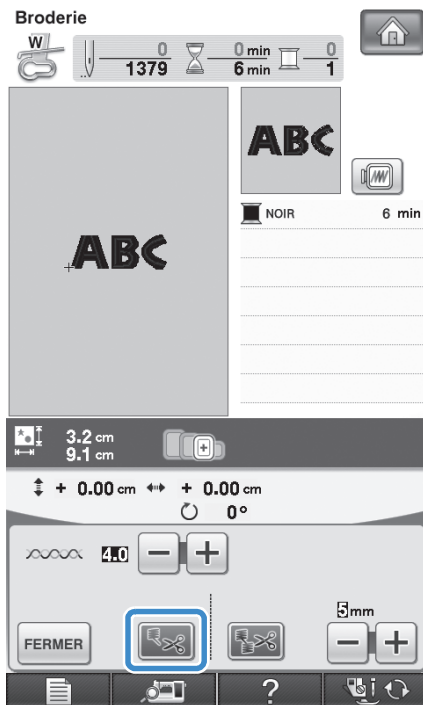 Broderie
W
0 0 min 0
1379 6 min 1
ABC
ABC
NOIR 6 min
3.2 cm
9.1 cm
+ 0.00 cm + 0.00 cm
0°
4.0 − +
5mm
FERMER − +
?